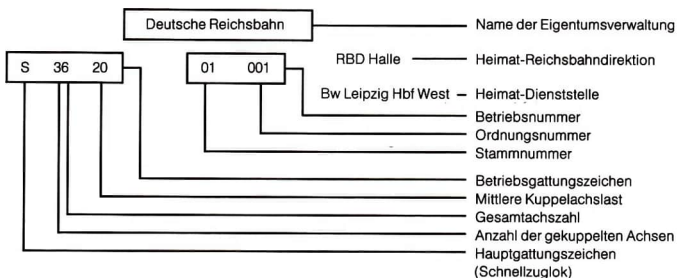 Deutsche Reichsbahn
Name der Eigentumsverwaltung
RBD Halle
Heimat-Reichsbahndirektion
S 36 20
01 001
Bw Leipzig Hbf West
Heimat-Dienststelle
Betriebsnummer
Ordnungsnummer
Stammnummer
Betriebsgattungszeichen
Mittlere Kuppelachslast
Gesamtachszahl
Anzahl der gekuppelten Achsen
Hauptgattungszeichen
(Schnellzuglok)